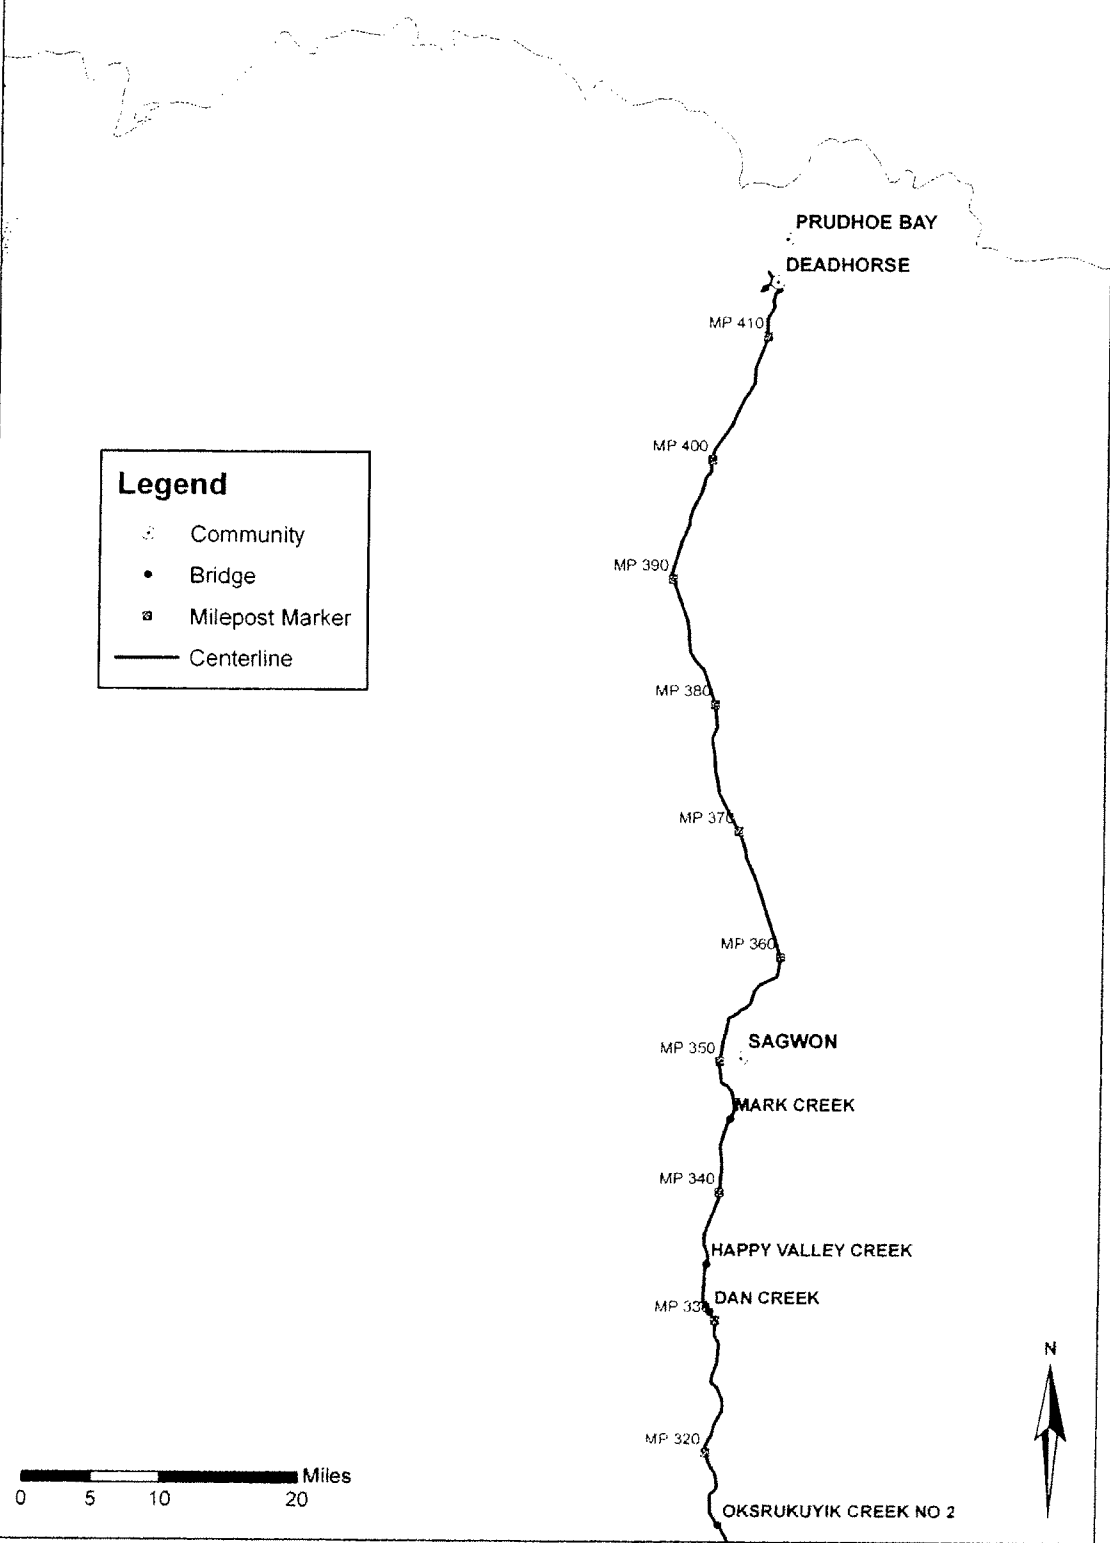 PRUDHOE BAY
DEADHORSE
MP 410
MP 400
Legend
Community
Bridge
Milepost Marker
Centerline
MP 390
MP 380
MP 370
MP 360
MP 350
SAGWON
MARK CREEK
MP 340
HAPPY VALLEY CREEK
MP 330
DAN CREEK
N
MP 320
Miles
0 5 10 20
OKSRUKUYIK CREEK NO 2